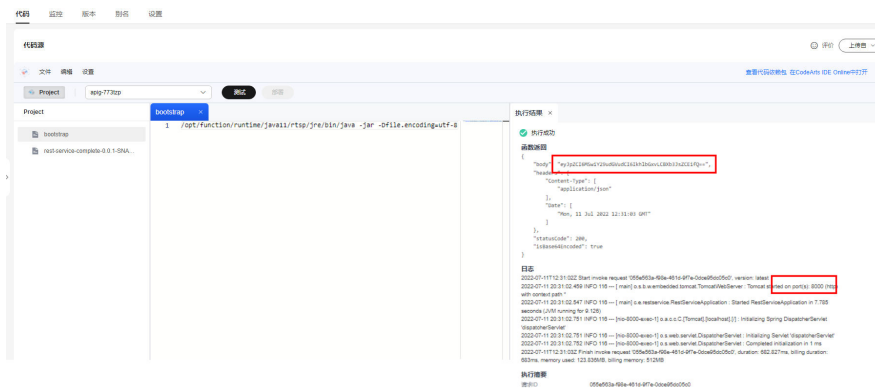 代码 监控 版本 别名 设置
代码源
评价 上传自
文件 编辑 设置
查看代码依赖包 在CodeArts IDE Online中打开
Project apig-773tzp 测试 部署
Project
bootstrap ×
执行结果 ×
bootstrap
rest-service-complete-0.0.1-SNA...
1 /opt/function/runtime/java11/rtsp/jre/bin/java -jar -Dfile.encoding=utf-8
执行成功
函数返回
{
"body":
"headers": {
"Content-Type": [
"application/json"
],
"Date": [
"Mon, 11 Jul 2022 12:31:03 GMT"
]
},
"statusCode": 200,
"isBase64Encoded": true
}
日志
2022-07-11T12:31:02Z Start invoke request '055e563a-f98e-461d-9f7e-0dce95dc05c0', version: latest
2022-07-11 20:31:02.459 INFO 116 --- [ main] o.s.b.w.embedded.tomcat.TomcatWebServer : Tomcat started on port(s): 8000 (http)
with context path ''
2022-07-11 20:31:02.547 INFO 116 --- [ main] c.e.restservice.RestServiceApplication : Started RestServiceApplication in 7.785
seconds (JVM running for 9.126)
2022-07-11 20:31:02.751 INFO 116 --- [nio-8000-exec-1] o.a.c.c.C.[Tomcat].[localhost].[/] : Initializing Spring DispatcherServlet
'dispatcherServlet'
2022-07-11 20:31:02.751 INFO 116 --- [nio-8000-exec-1] o.s.web.servlet.DispatcherServlet : Initializing Servlet 'dispatcherServlet'
2022-07-11 20:31:02.752 INFO 116 --- [nio-8000-exec-1] o.s.web.servlet.DispatcherServlet : Completed initialization in 1 ms
2022-07-11T12:31:03Z Finish invoke request '055e563a-f98e-461d-9f7e-0dce95dc05c0', duration: 682.827ms, billing duration:
683ms, memory used: 123.836MB, billing memory: 512MB
执行摘要
请求ID 055e563a-f98e-461d-9f7e-0dce95dc05c0